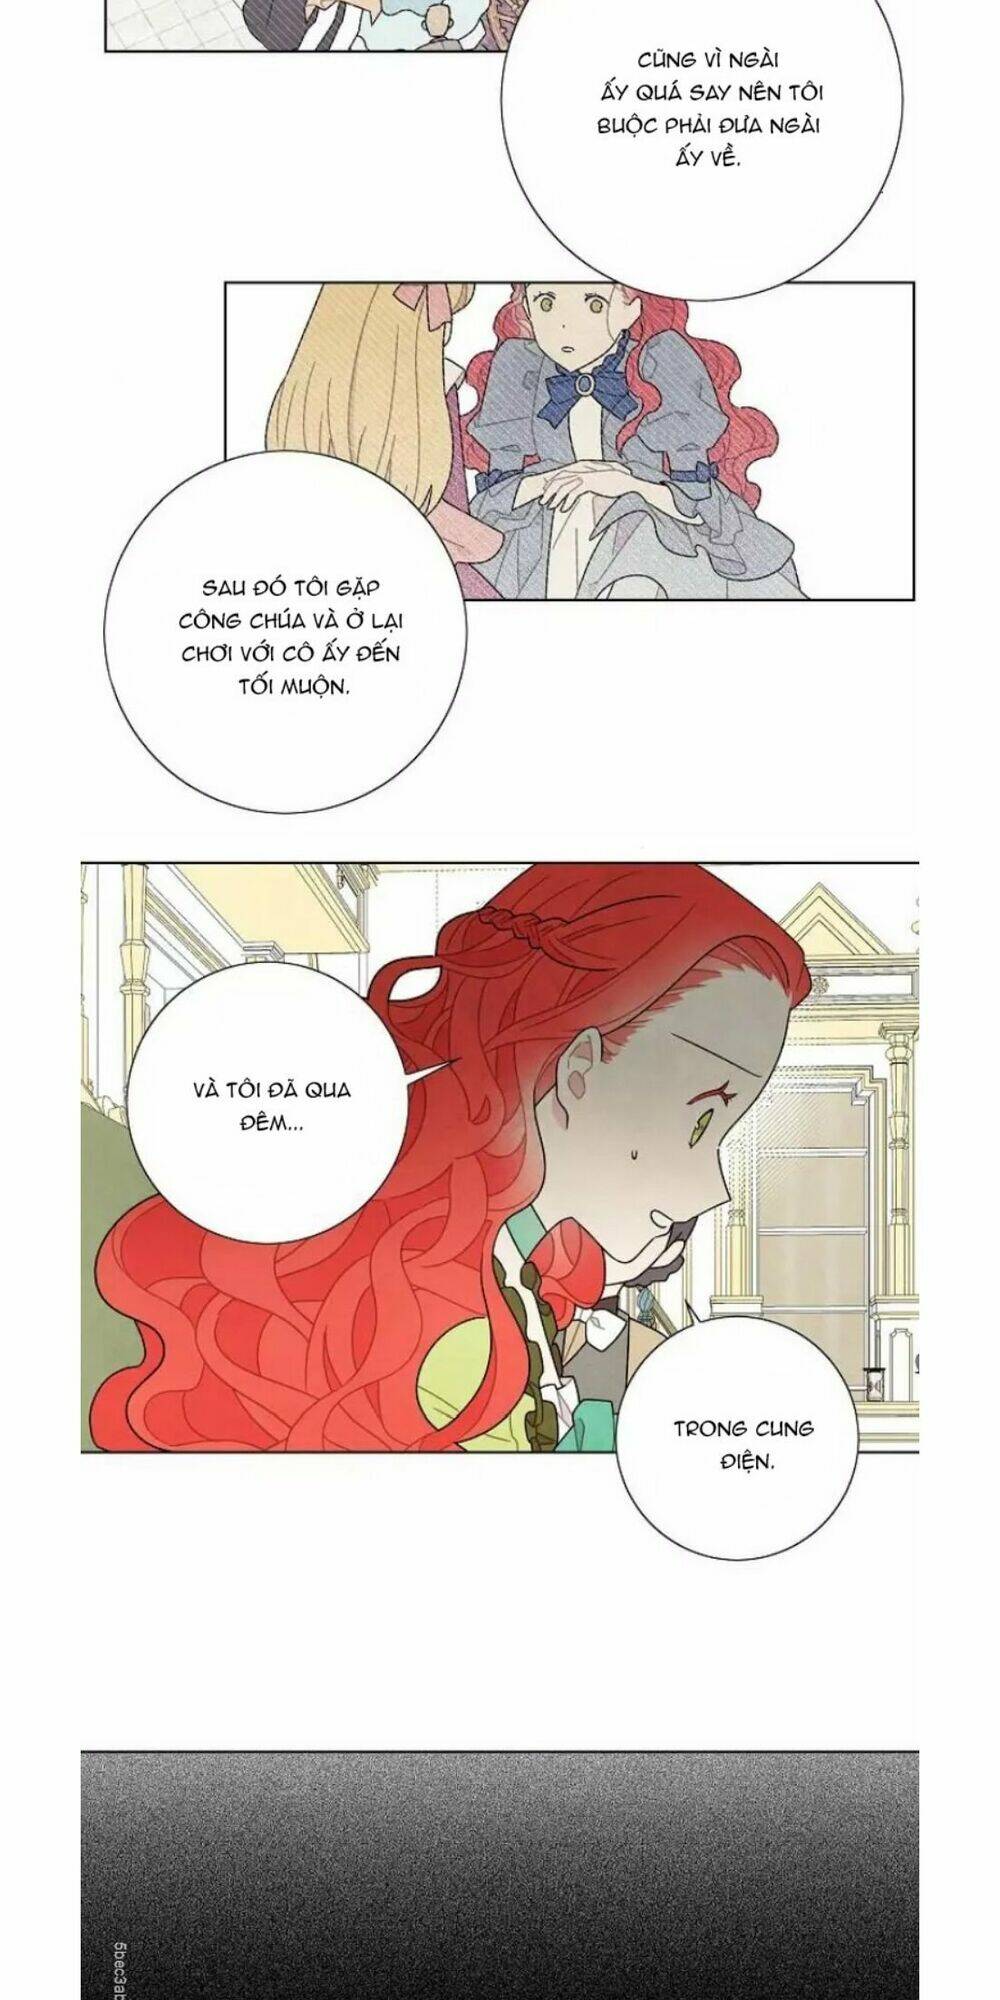 CŨNG VÌ NGÀI
ẤY QUÁ SAY NÊN TÔI
BUỘC PHẢI ĐƯA NGÀI
ẤY VỀ.
SAU ĐÓ TÔI GẶP
CÔNG CHÚA VÀ Ở LẠI
CHƠI VỚI CÔ ẤY ĐẾN
TỐI MUỘN.
VÀ TÔI ĐÃ QUA
ĐÊM...
TRONG CUNG
ĐIỆN.
5bec3ab